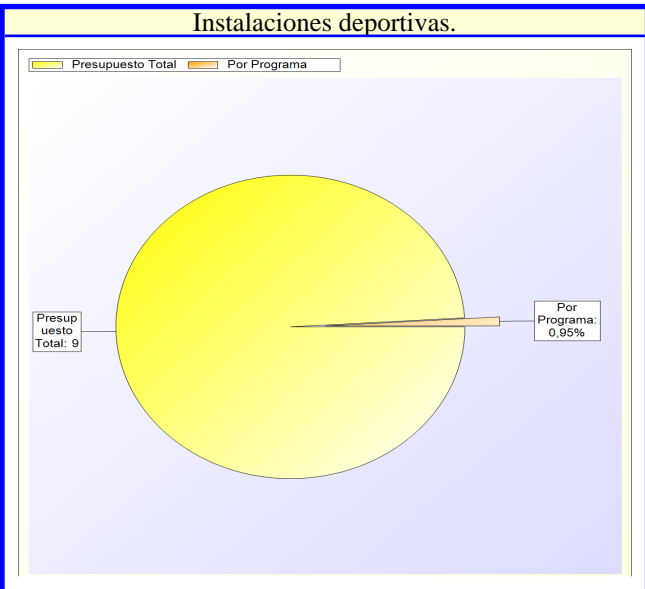 Instalaciones deportivas.
Presupuesto Total Por Programa
Presup
uesto
Total: 9
Por
Programa:
0,95%